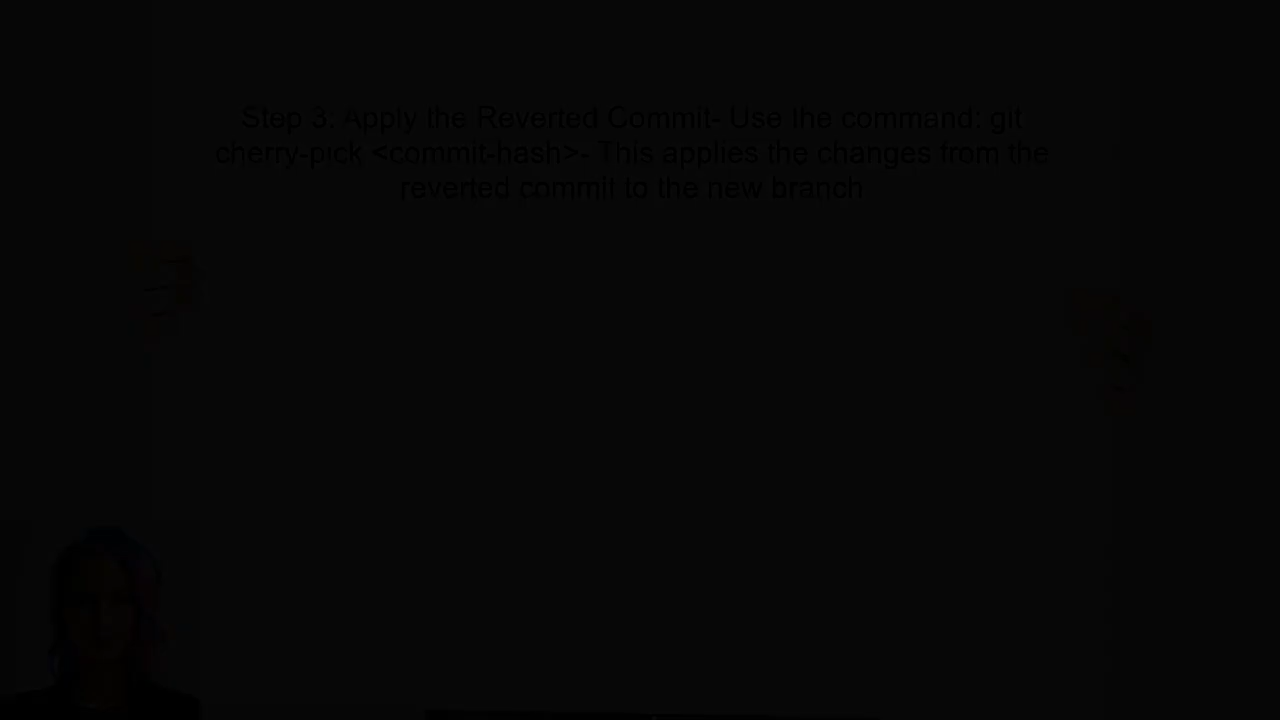 Step 3: Apply the Reverted Commit- Use the command: git
cherry-pick <commit-hash>- This applies the changes from the
reverted commit to the new branch